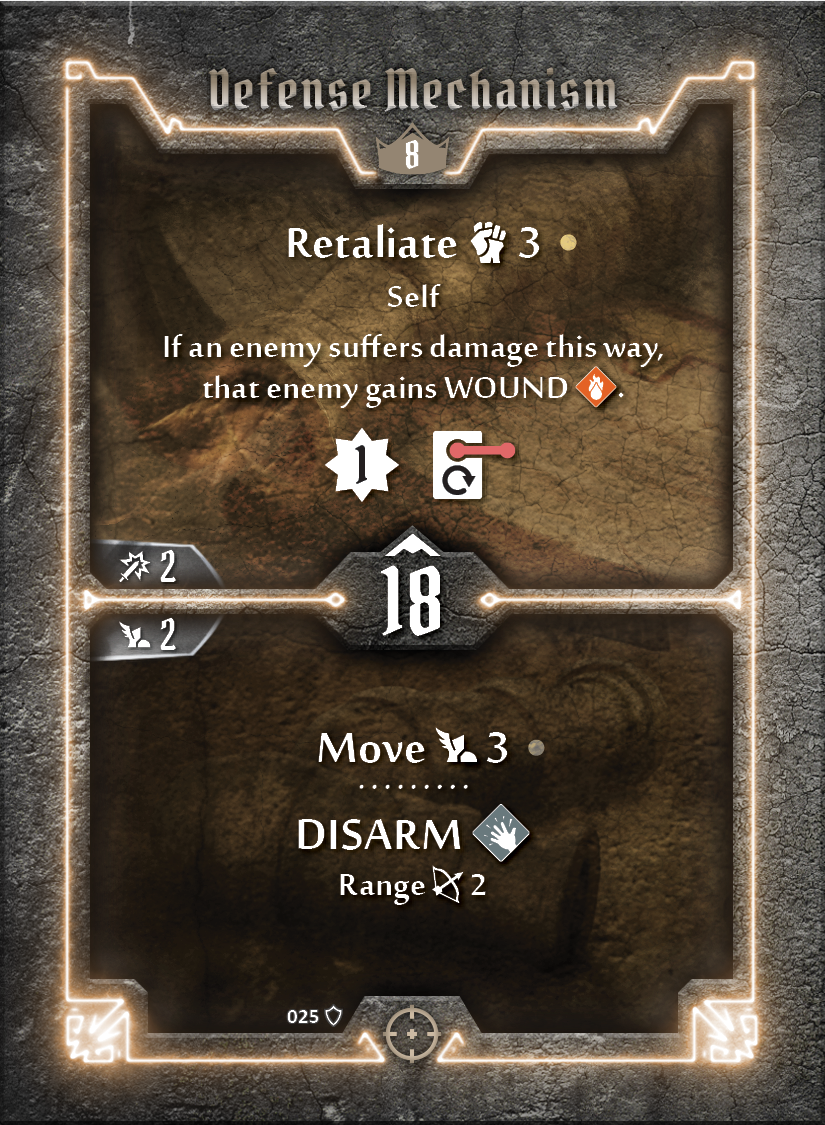 Defense Mechanism
8
Retaliate 3
Self
If an enemy suffers damage this way,
that enemy gains WOUND .
1
2
18
2
Move 3
DISARM
Range 2
025